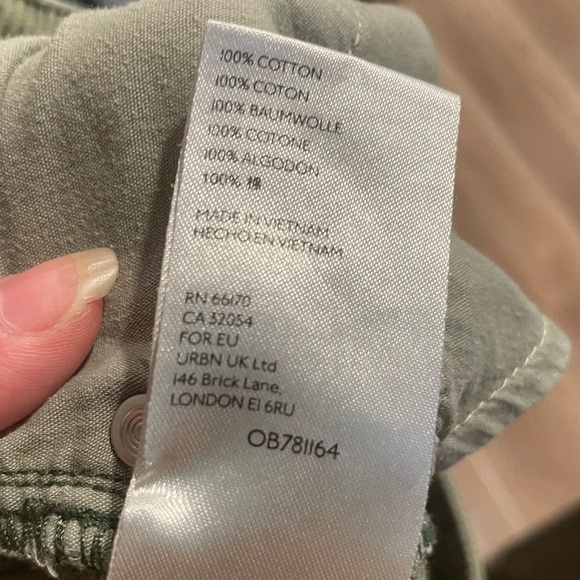 100% COTTON
100% COTON
100% BAUMWOLLE
100% COTONE
100% ALGODON
100% 棉
MADE IN VIETNAM
HECHO EN VIETNAM
RN 66170
CA 32054
FOR EU
URBN UK Ltd
146 Brick Lane,
LONDON E1 6RU
OB781164